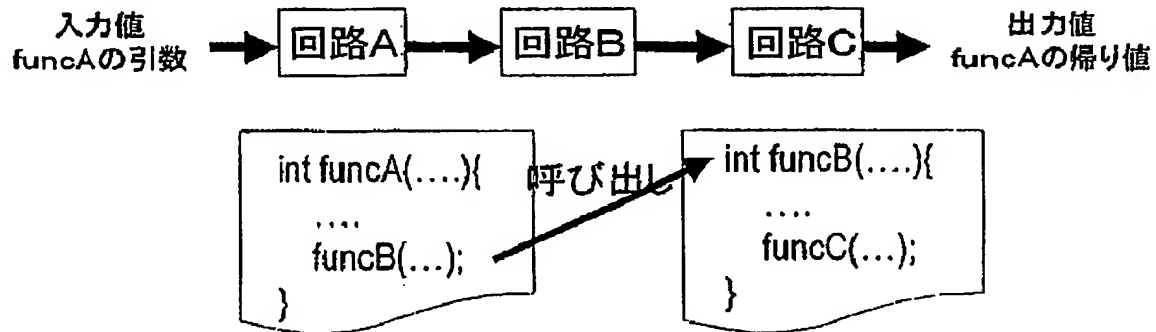 入力値
funcAの引数
回路A
回路B
回路C
出力値
funcAの帰り値
int funcA(....){
....
funcB(...);
}
呼び出し
int funcB(....){
....
funcC(...);
}